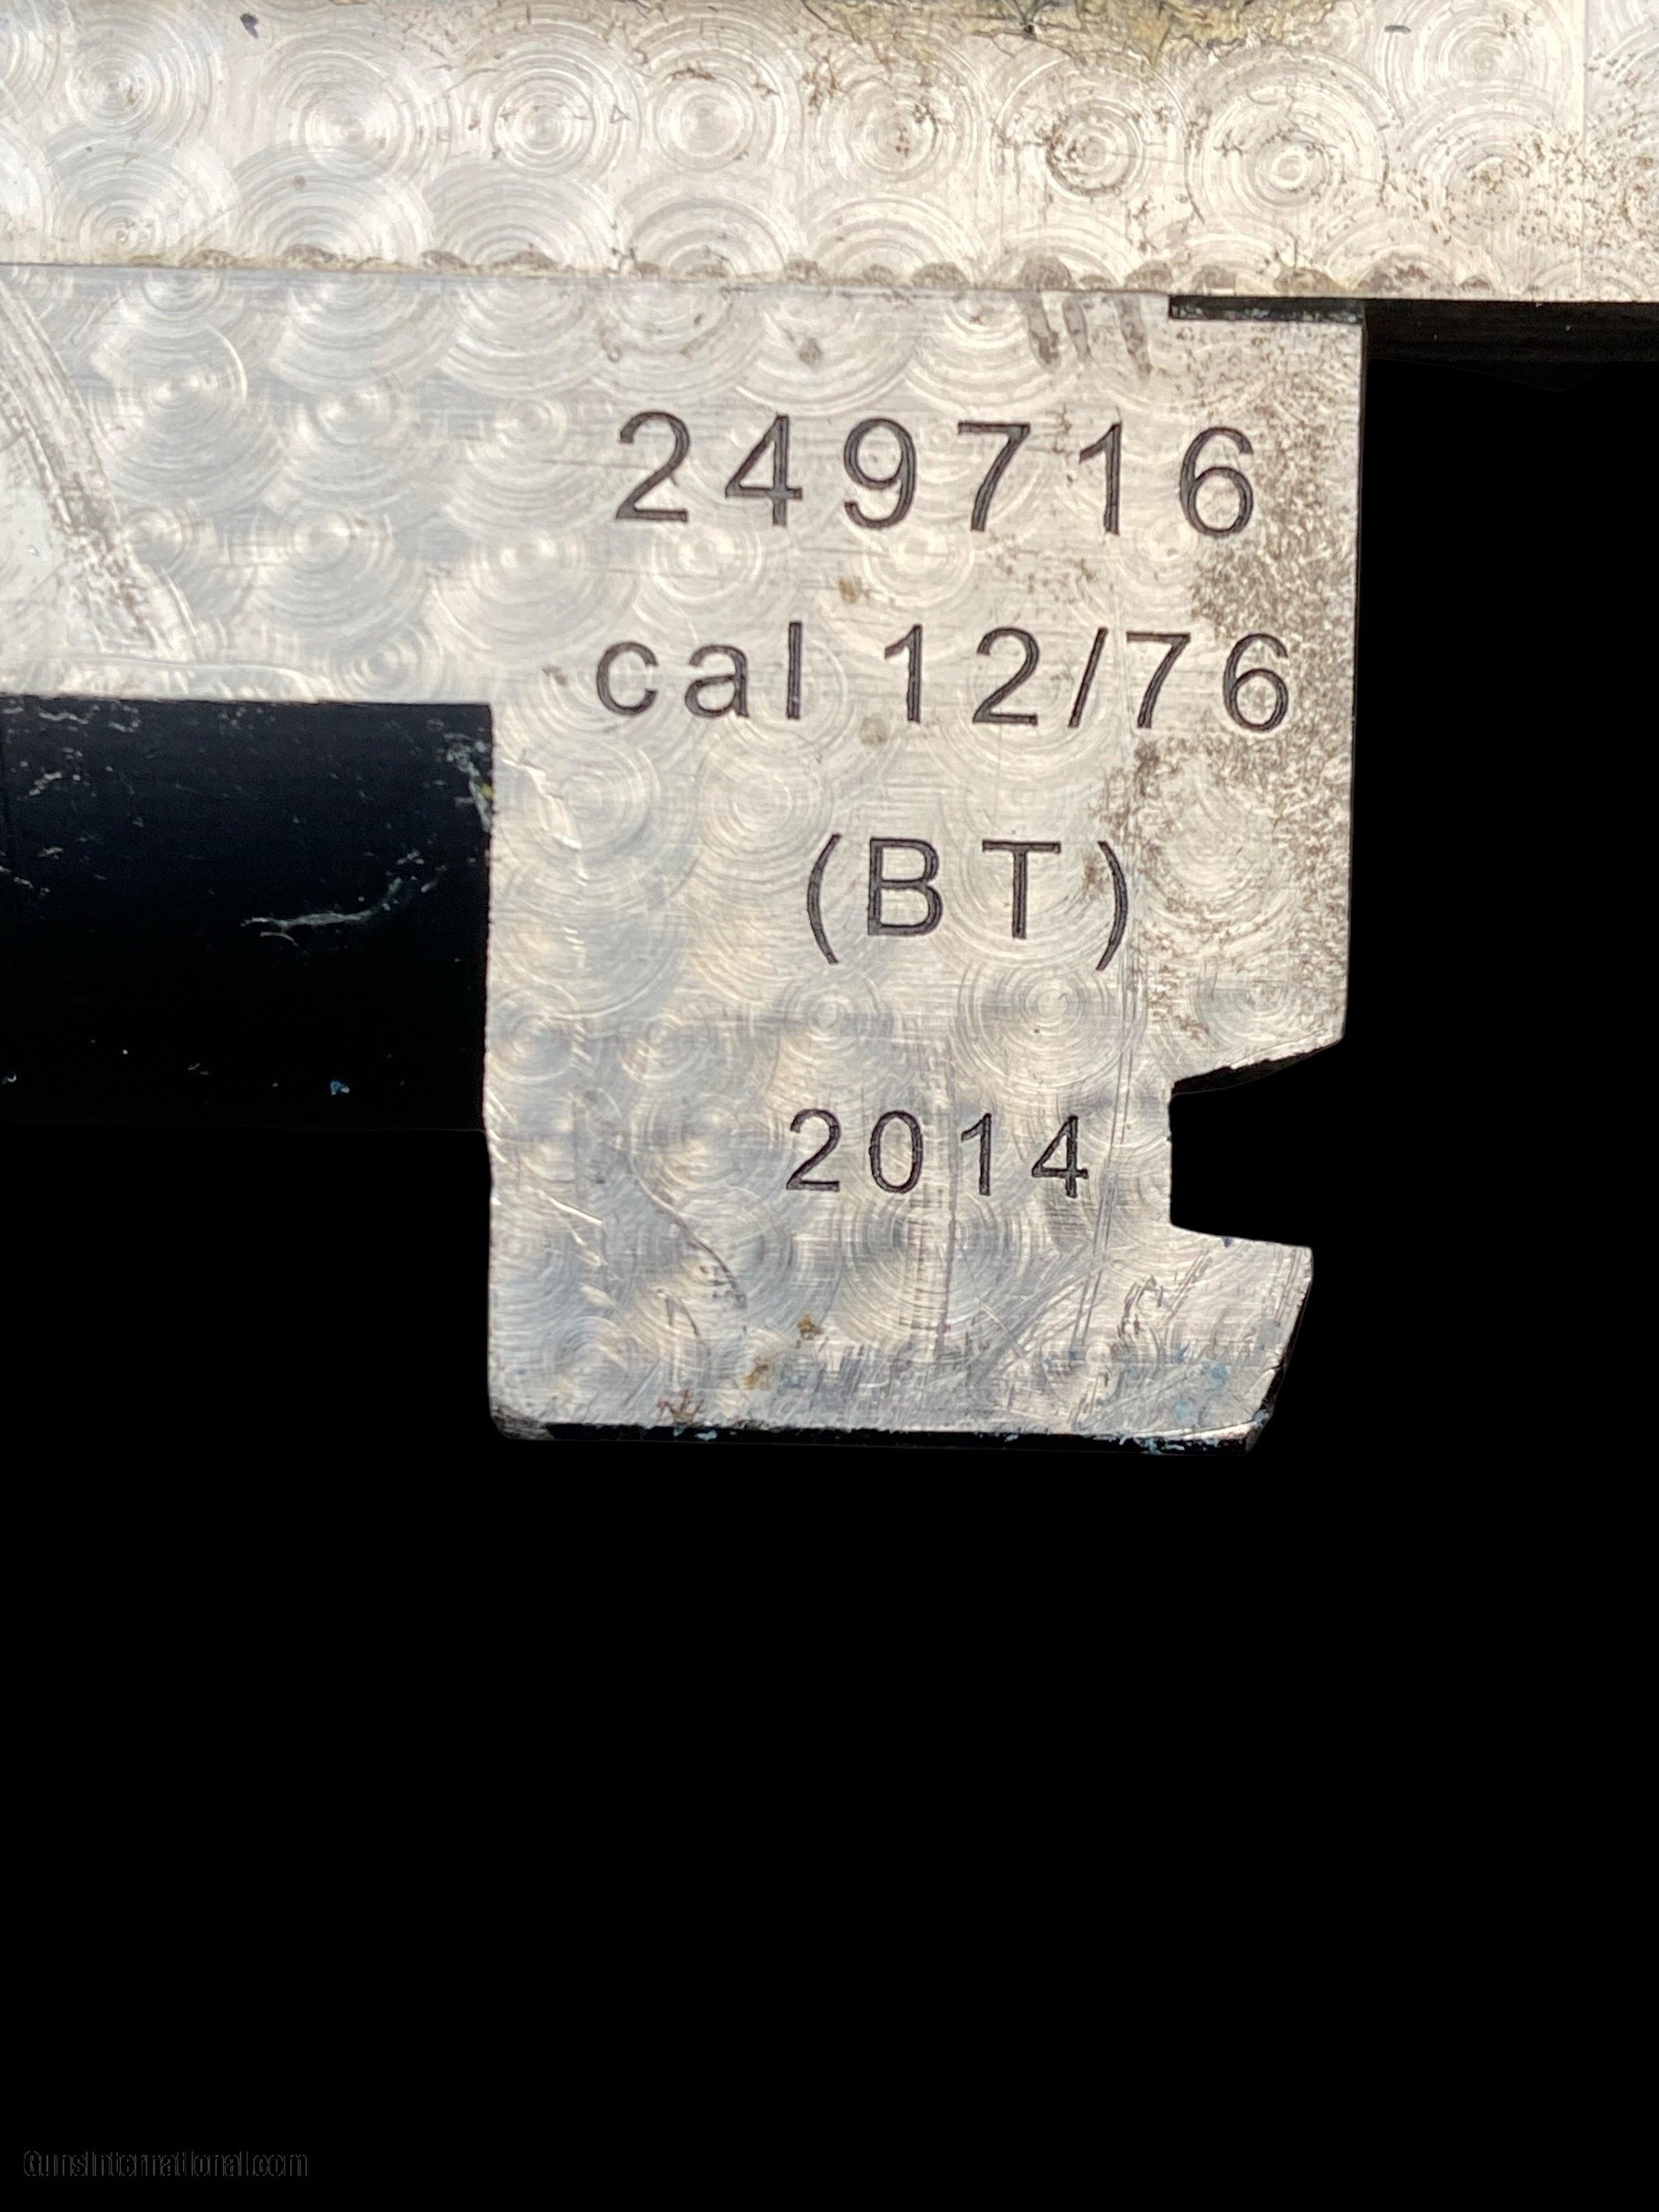 249716
cal 12/76
(BT)
2014
GunsInternational.com